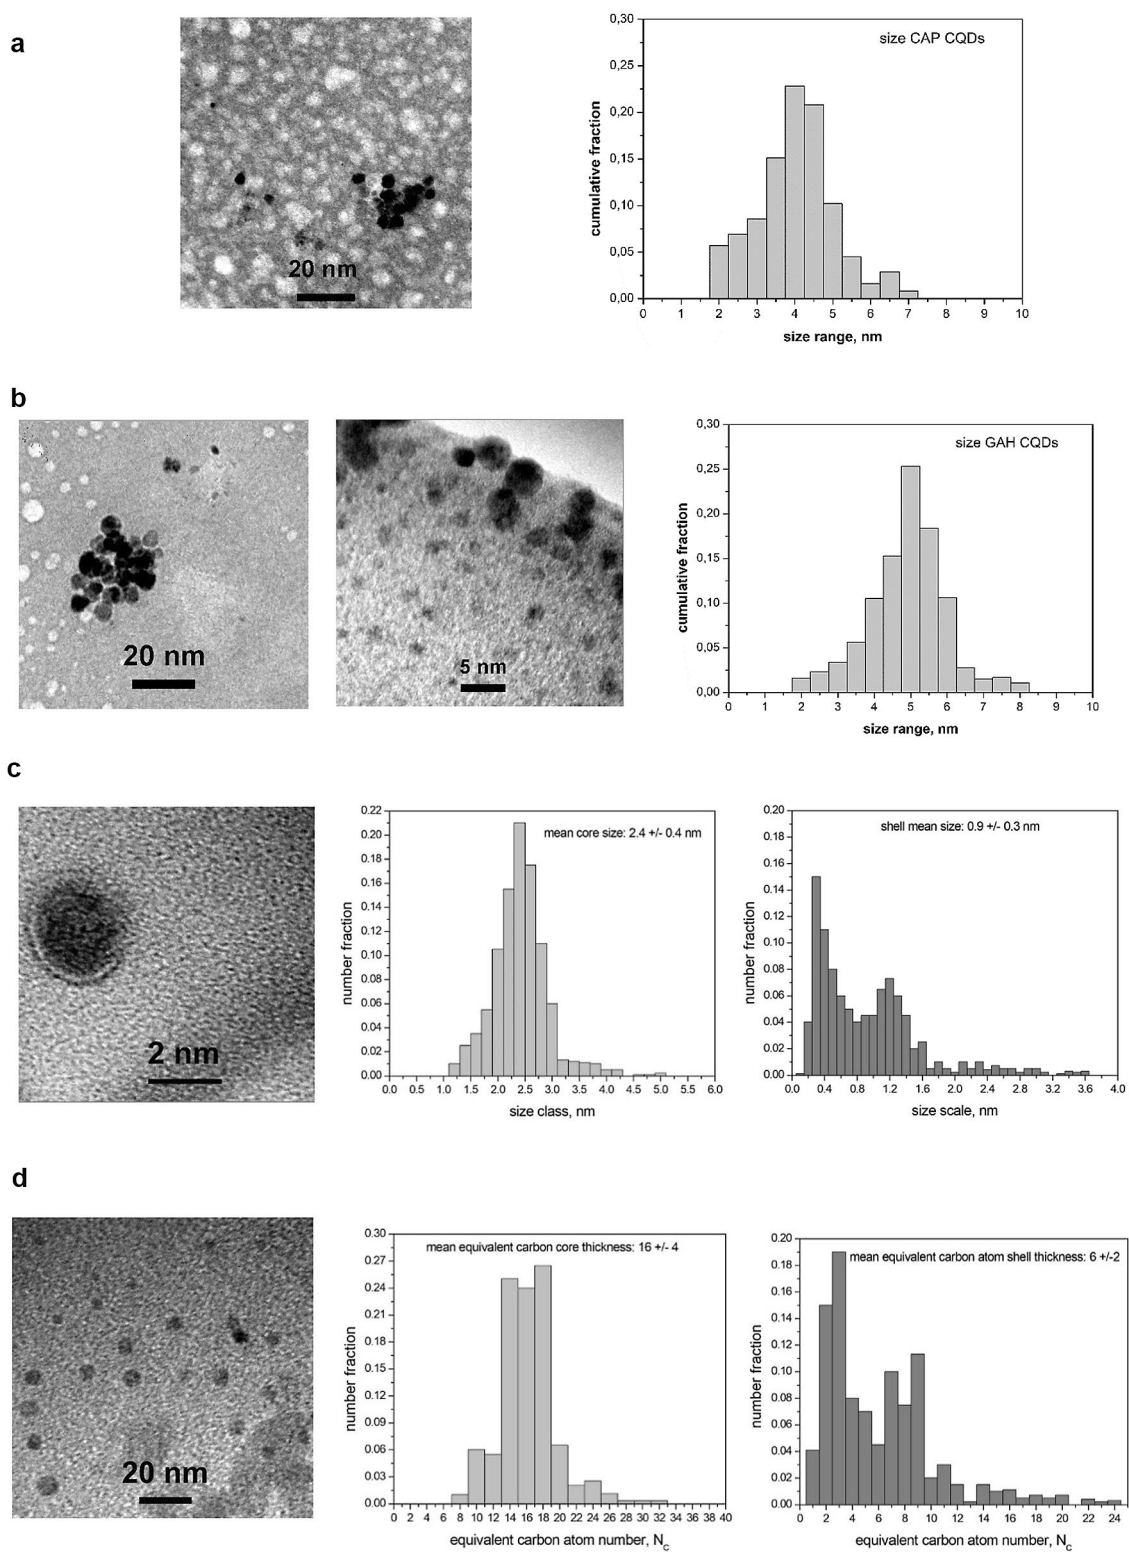 a
20 nm
0,30
0,25
0,20
0,15
0,10
0,05
0,00
cumulative fraction
size CAP CQDs
0 1 2 3 4 5 6 7 8 9 10
size range, nm
b
20 nm
5 nm
0,30
0,25
0,20
0,15
0,10
0,05
0,00
cumulative fraction
size GAH CQDs
0 1 2 3 4 5 6 7 8 9 10
size range, nm
c
2 nm
0.22
0.20
0.18
0.16
0.14
0.12
0.10
0.08
0.06
0.04
0.02
0.00
number fraction
mean core size: 2.4 +/- 0.4 nm
0.0 0.5 1.0 1.5 2.0 2.5 3.0 3.5 4.0 4.5 5.0 5.5 6.0
size class, nm
0.20
0.18
0.16
0.14
0.12
0.10
0.08
0.06
0.04
0.02
0.00
number fraction
shell mean size: 0.9 +/- 0.3 nm
0.0 0.4 0.8 1.2 1.6 2.0 2.4 2.8 3.2 3.6 4.0
size scale, nm
d
20 nm
0.30
0.27
0.24
0.21
0.18
0.15
0.12
0.09
0.06
0.03
0.00
number fraction
mean equivalent carbon core thickness: 16 +/- 4
0 2 4 6 8 10 12 14 16 18 20 22 24 26 28 30 32 34 36 38 40
equivalent carbon atom number, Nc
0.20
0.18
0.16
0.14
0.12
0.10
0.08
0.06
0.04
0.02
0.00
number fraction
mean equivalent carbon atom shell thickness: 6 +/-2
0 2 4 6 8 10 12 14 16 18 20 22 24
equivalent carbon atom number, Nc